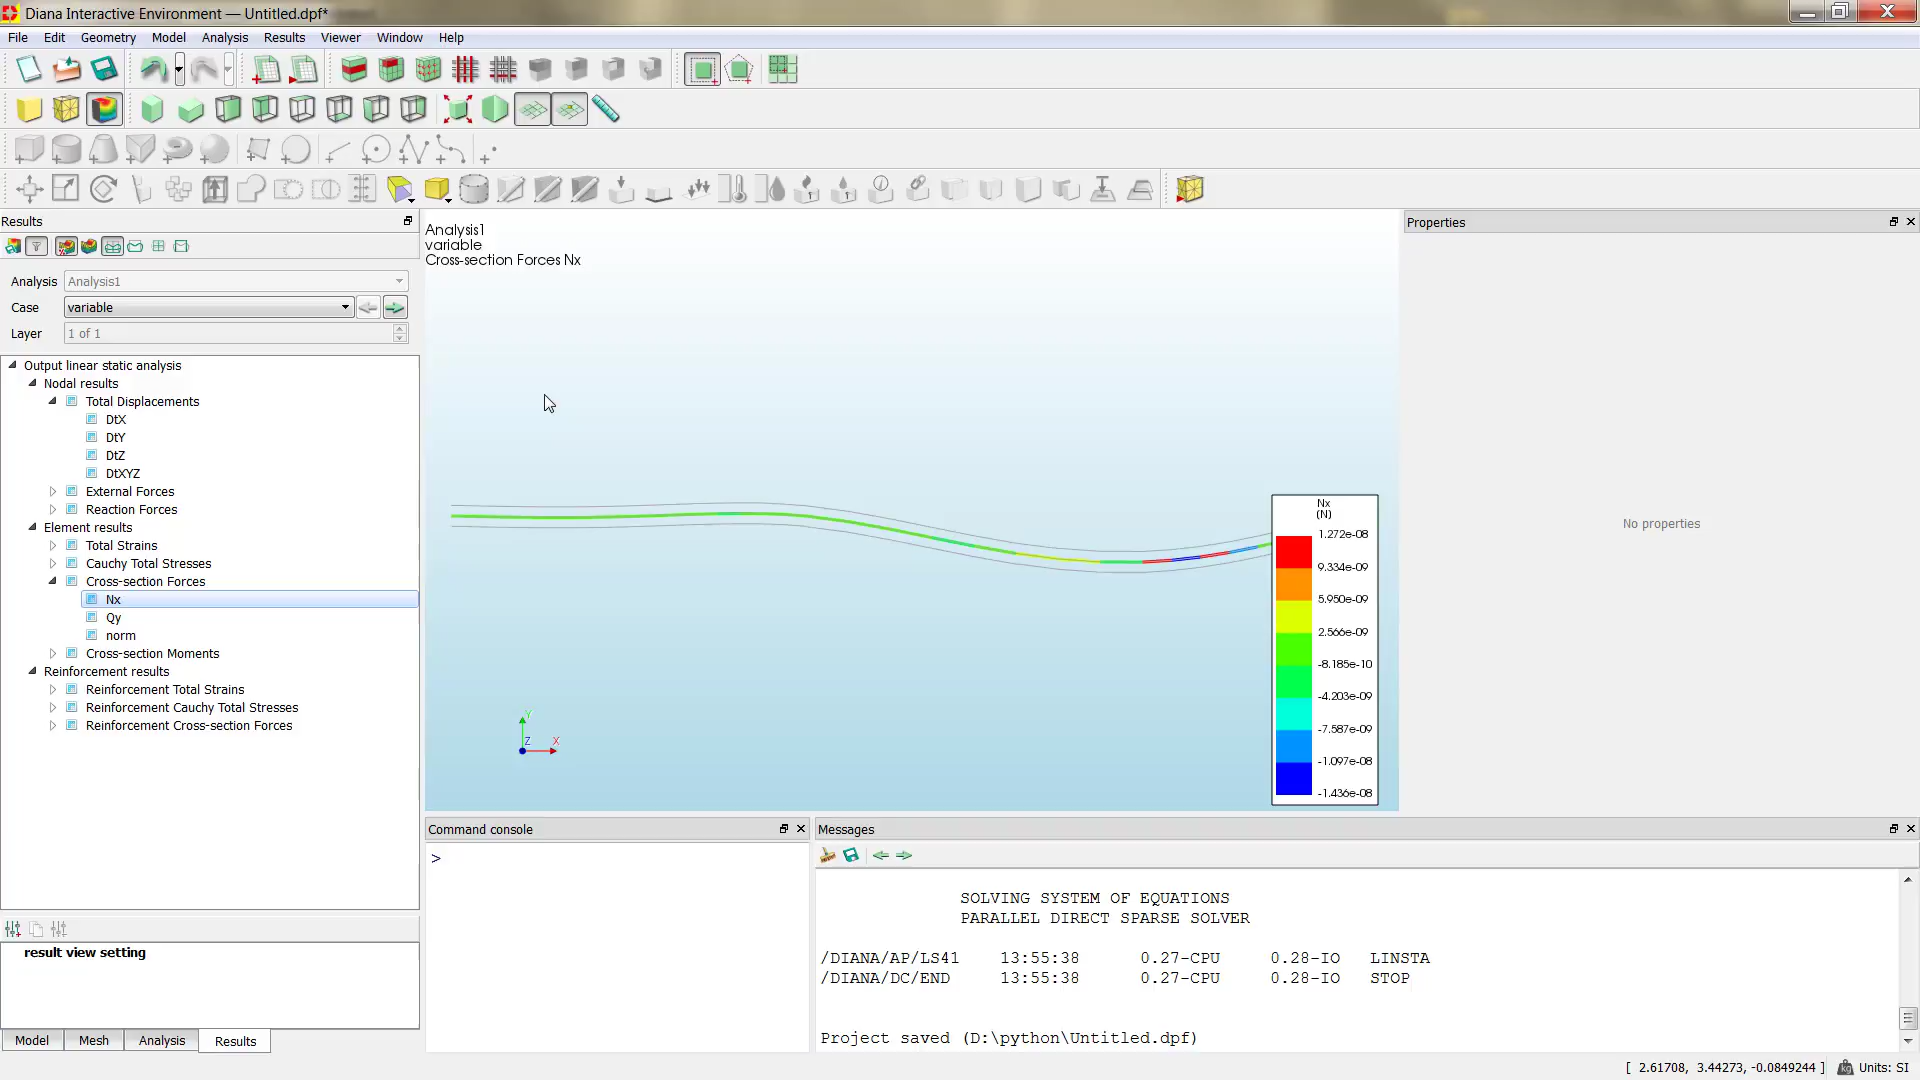 Diana Interactive Environment — Untitled.dpf*
File Edit Geometry Model Analysis Results Viewer Window Help
Results
Analysis Analysis1
Case variable
Layer 1 of 1
Output linear static analysis
Nodal results
Total Displacements
DtX
DtY
DtZ
DtXYZ
External Forces
Reaction Forces
Element results
Total Strains
Cauchy Total Stresses
Cross-section Forces
Nx
Qy
norm
Cross-section Moments
Reinforcement results
Reinforcement Total Strains
Reinforcement Cauchy Total Stresses
Reinforcement Cross-section Forces
result view setting
Model Mesh Analysis Results
Analysis1
variable
Cross-section Forces Nx
Y
Z X
Nx
(N)
1.272e-08
9.334e-09
5.950e-09
2.566e-09
-8.185e-10
-4.203e-09
-7.587e-09
-1.097e-08
-1.436e-08
Properties
No properties
Command console
>
Messages
SOLVING SYSTEM OF EQUATIONS
PARALLEL DIRECT SPARSE SOLVER
/DIANA/AP/LS41 13:55:38 0.27-CPU 0.28-IO LINSTA
/DIANA/DC/END 13:55:38 0.27-CPU 0.28-IO STOP
Project saved (D:\python\Untitled.dpf)
[ 2.61708, 3.44273, -0.0849244 ] Units: SI